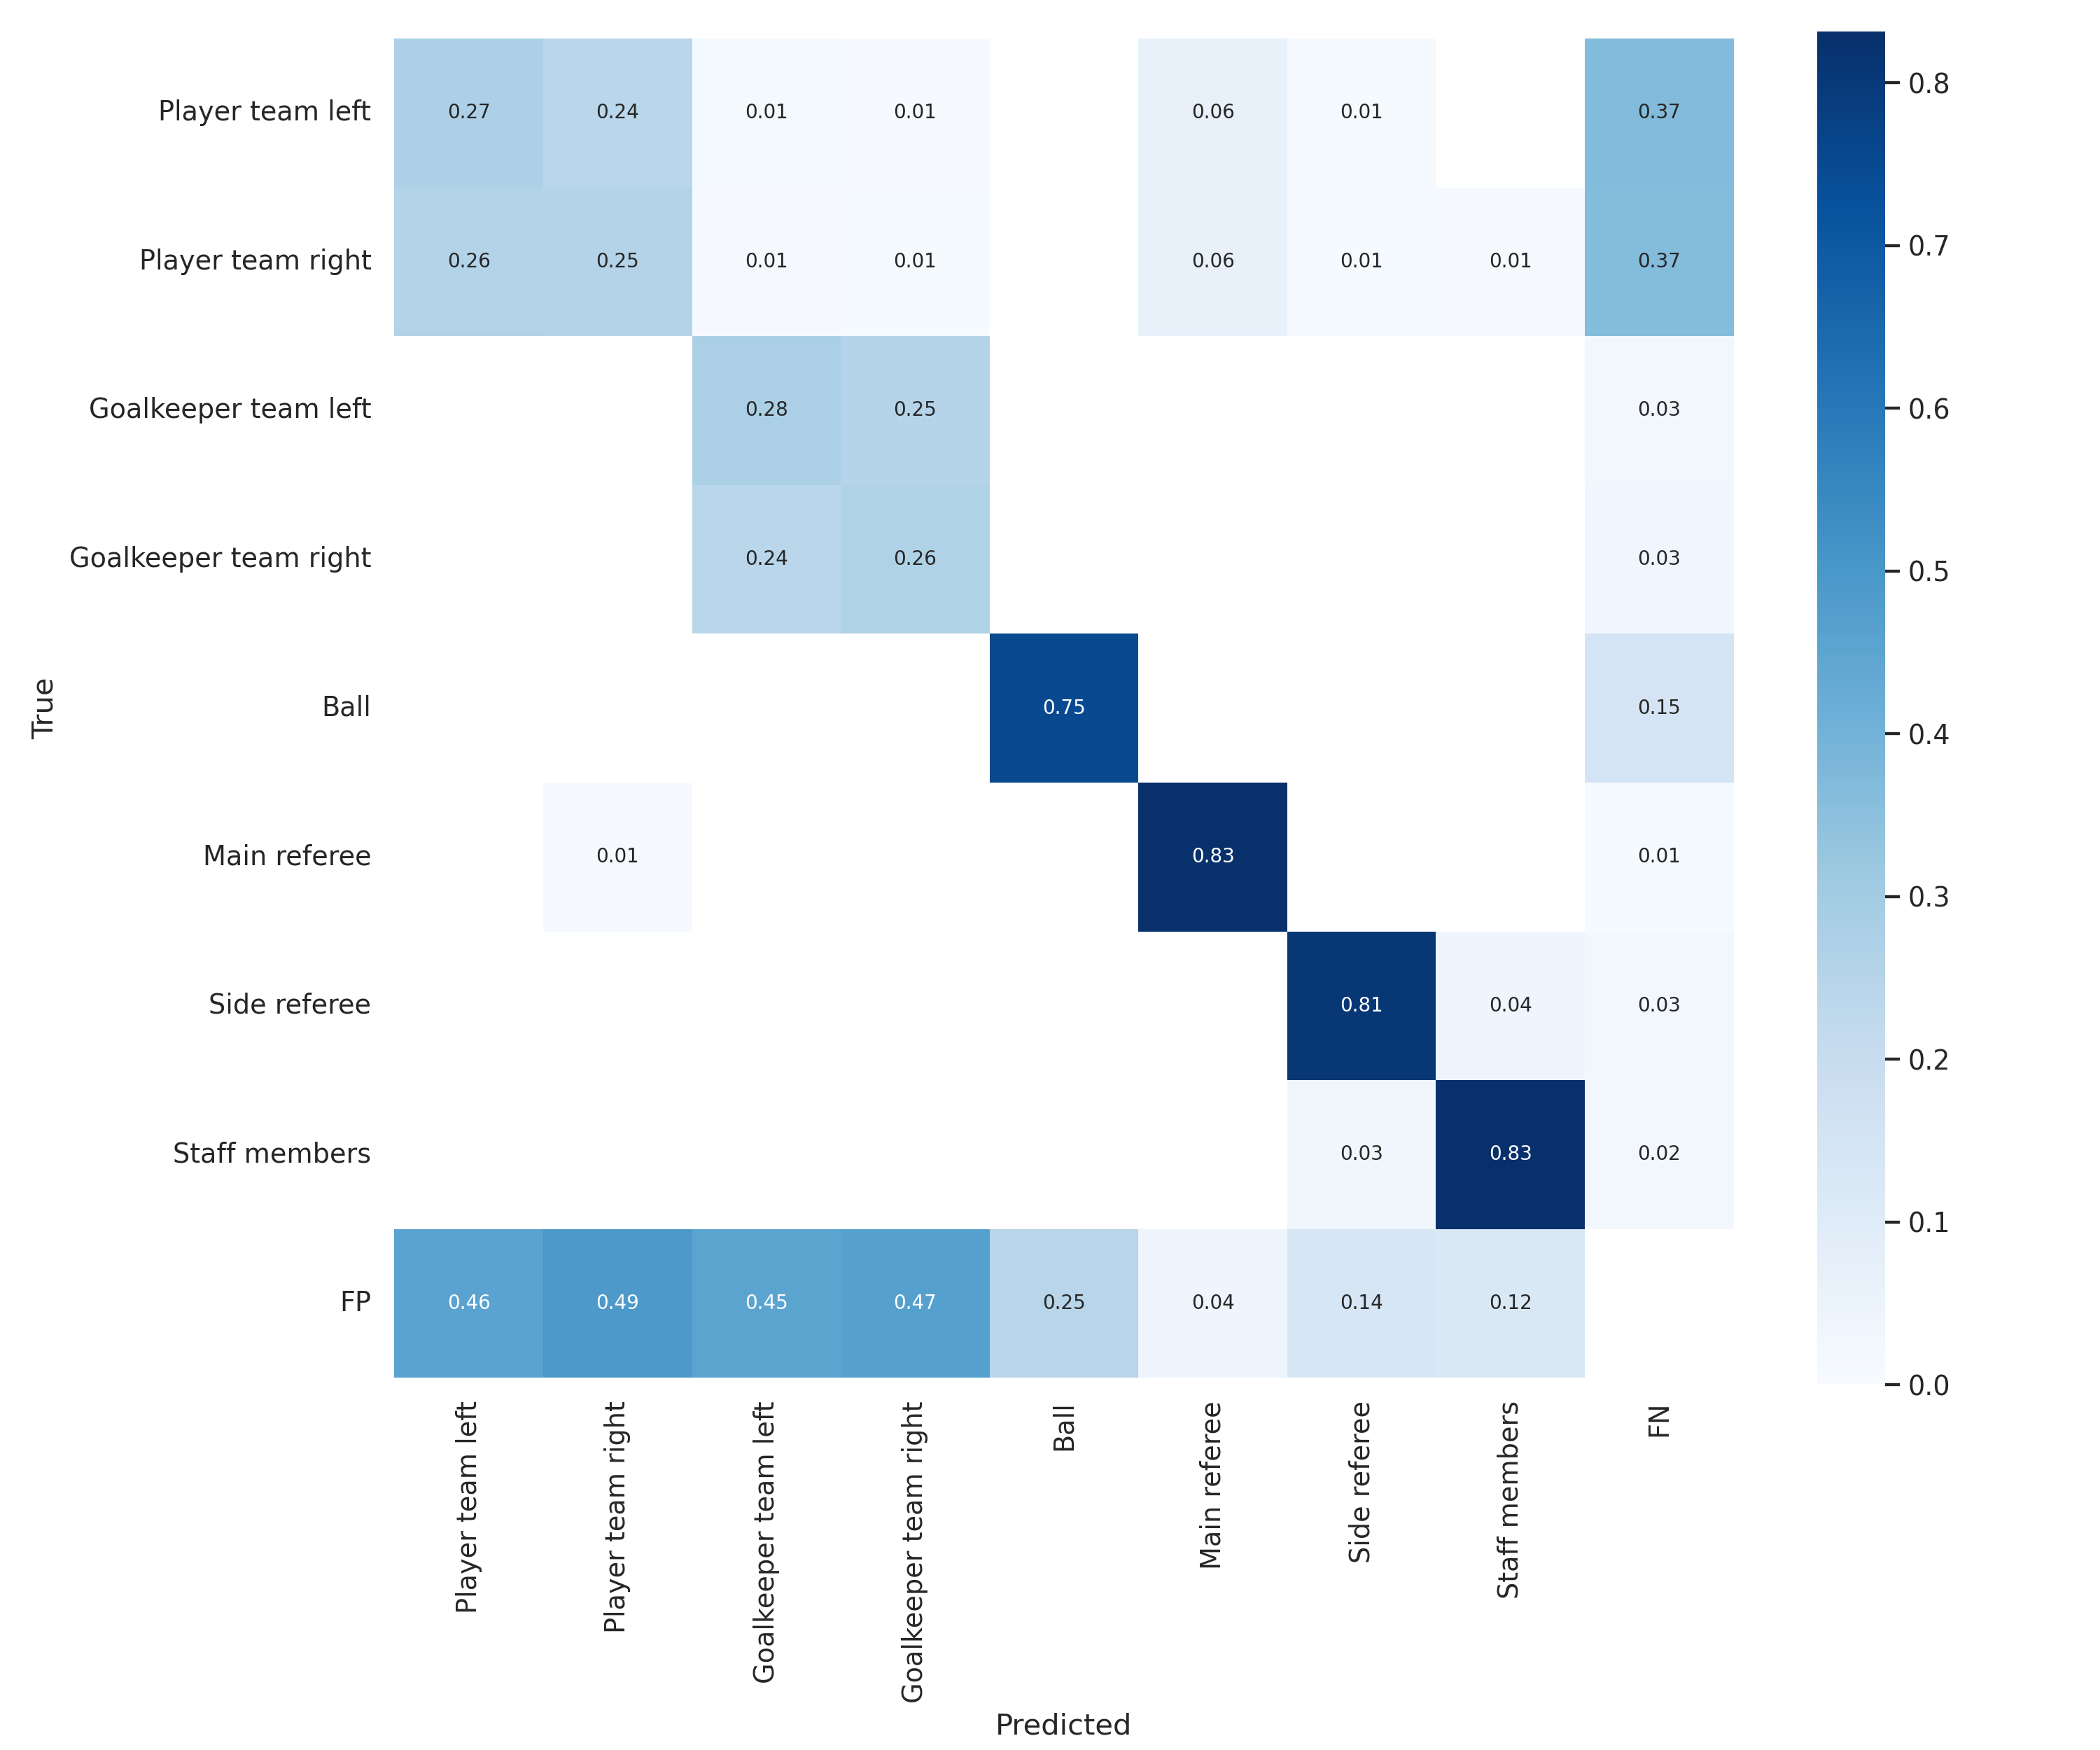 Player team left 0.27 0.24 0.01 0.01 0.06 0.01 0.37
Player team right 0.26 0.25 0.01 0.01 0.06 0.01 0.01 0.37
Goalkeeper team left 0.28 0.25 0.03
Goalkeeper team right 0.24 0.26 0.03
Ball 0.75 0.15
Main referee 0.01 0.83 0.01
Side referee 0.81 0.04 0.03
Staff members 0.03 0.83 0.02
FP 0.46 0.49 0.45 0.47 0.25 0.04 0.14 0.12
True
Player team left
Player team right
Goalkeeper team left
Goalkeeper team right
Ball
Main referee
Side referee
Staff members
FN
Predicted
0.8
0.7
0.6
0.5
0.4
0.3
0.2
0.1
0.0